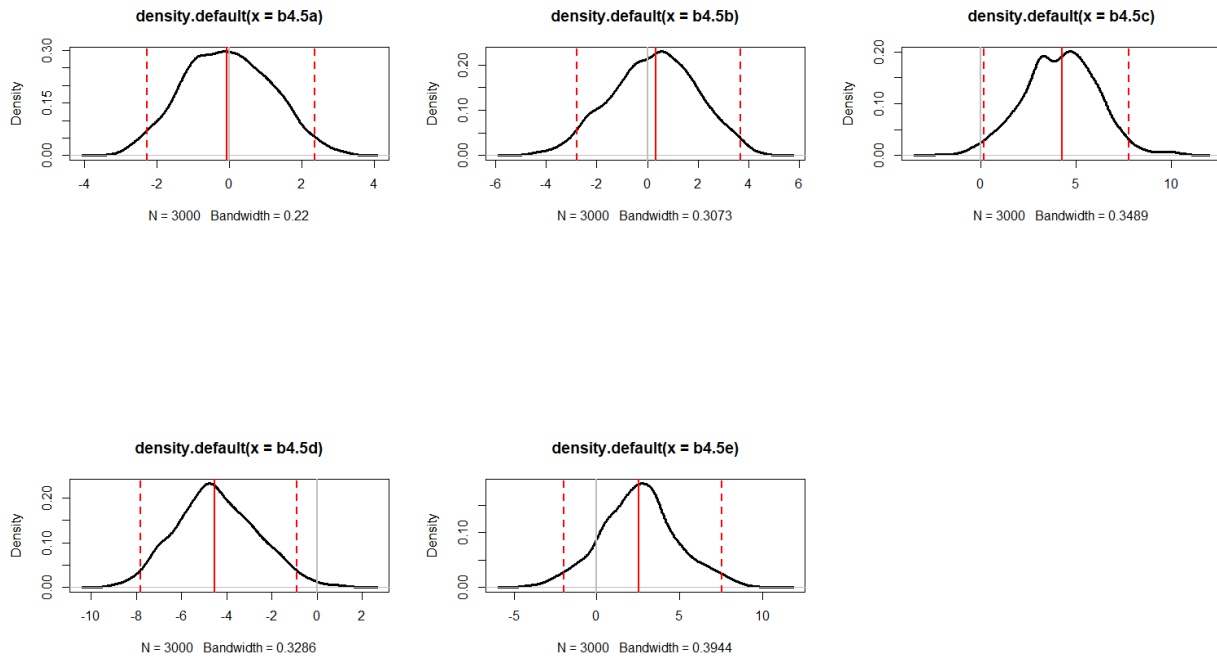 density.default(x = b4.5a)
Density
0.00 0.15 0.30
-4 -2 0 2 4
N = 3000 Bandwidth = 0.22
density.default(x = b4.5b)
Density
0.00 0.10 0.20
-6 -4 -2 0 2 4 6
N = 3000 Bandwidth = 0.3073
density.default(x = b4.5c)
Density
0.00 0.10 0.20
0 5 10
N = 3000 Bandwidth = 0.3489
density.default(x = b4.5d)
Density
0.00 0.10 0.20
-10 -8 -6 -4 -2 0 2
N = 3000 Bandwidth = 0.3286
density.default(x = b4.5e)
Density
0.00 0.10
-5 0 5 10
N = 3000 Bandwidth = 0.3944